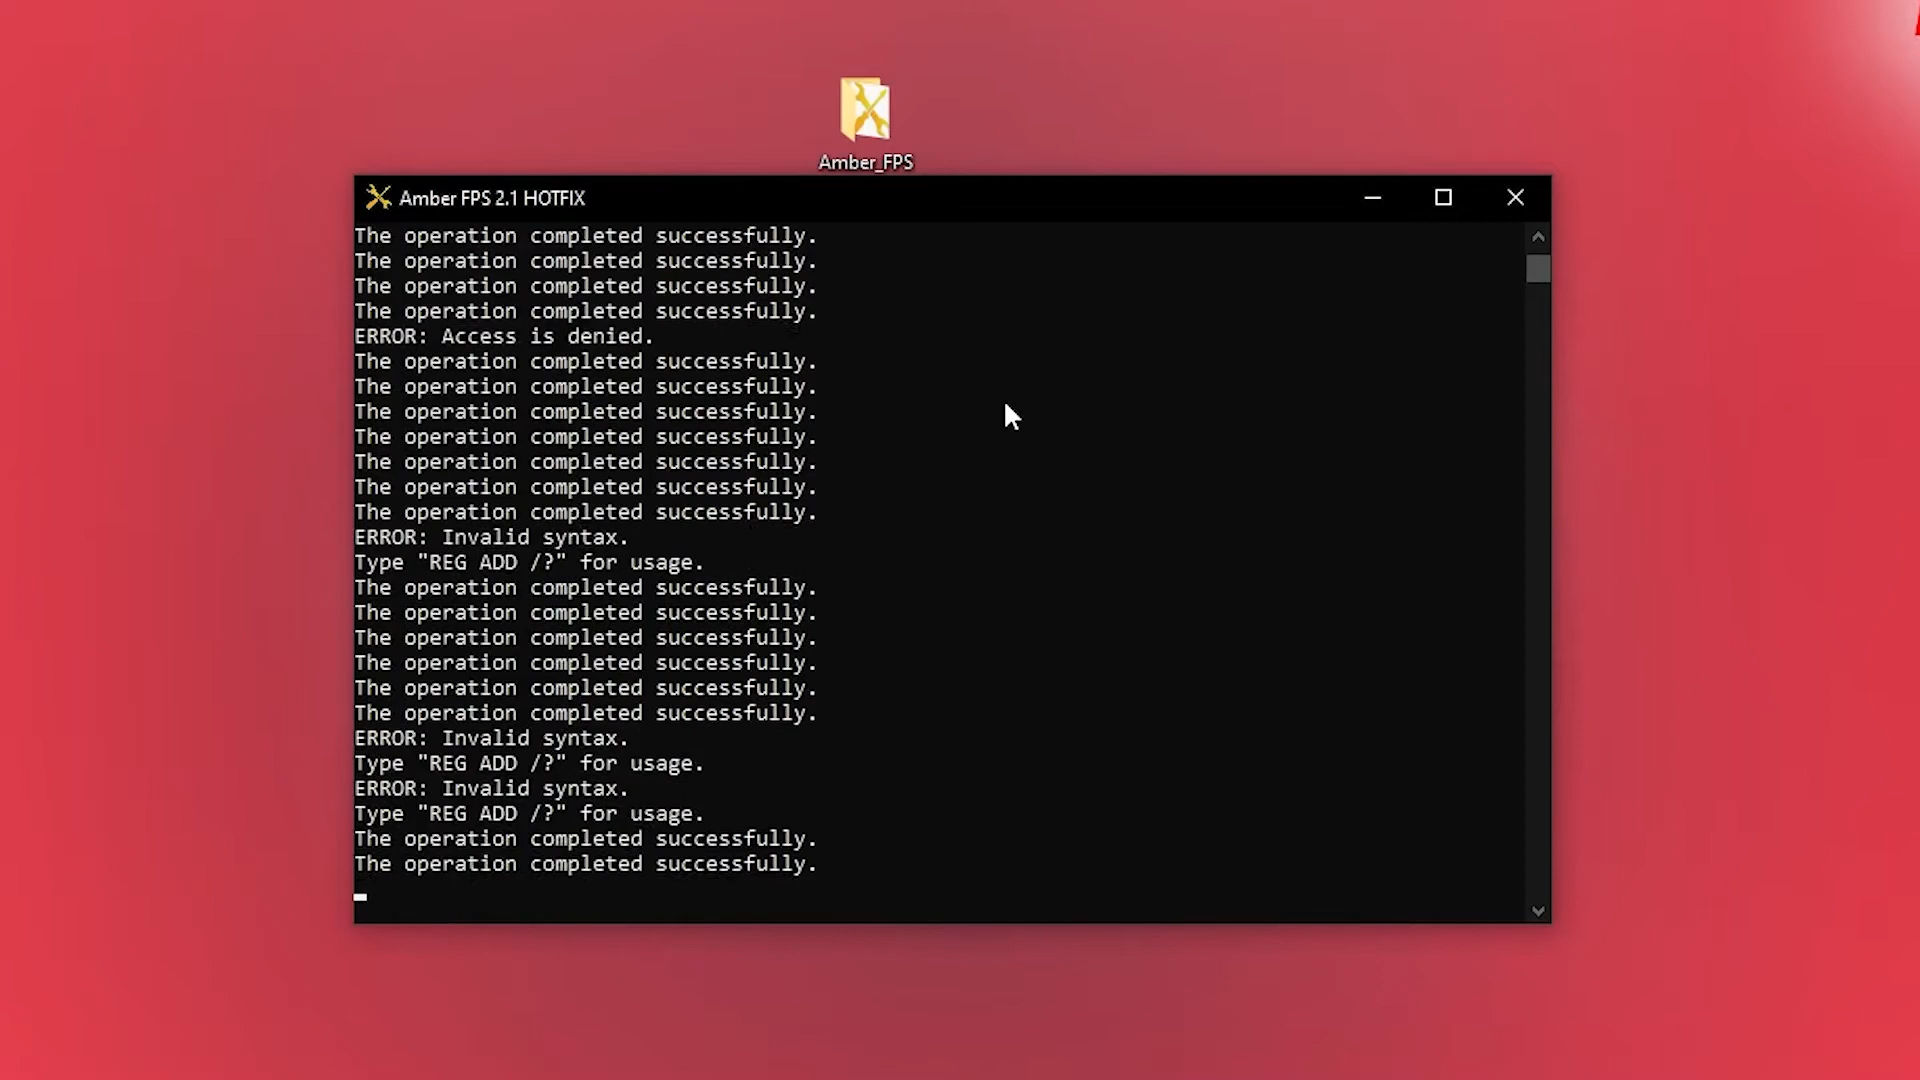 Amber_FPS
Amber FPS 2.1 HOTFIX
The operation completed successfully.
The operation completed successfully.
The operation completed successfully.
The operation completed successfully.
ERROR: Access is denied.
The operation completed successfully.
The operation completed successfully.
The operation completed successfully.
The operation completed successfully.
The operation completed successfully.
The operation completed successfully.
The operation completed successfully.
ERROR: Invalid syntax.
Type "REG ADD /?" for usage.
The operation completed successfully.
The operation completed successfully.
The operation completed successfully.
The operation completed successfully.
The operation completed successfully.
The operation completed successfully.
ERROR: Invalid syntax.
Type "REG ADD /?" for usage.
ERROR: Invalid syntax.
Type "REG ADD /?" for usage.
The operation completed successfully.
The operation completed successfully.